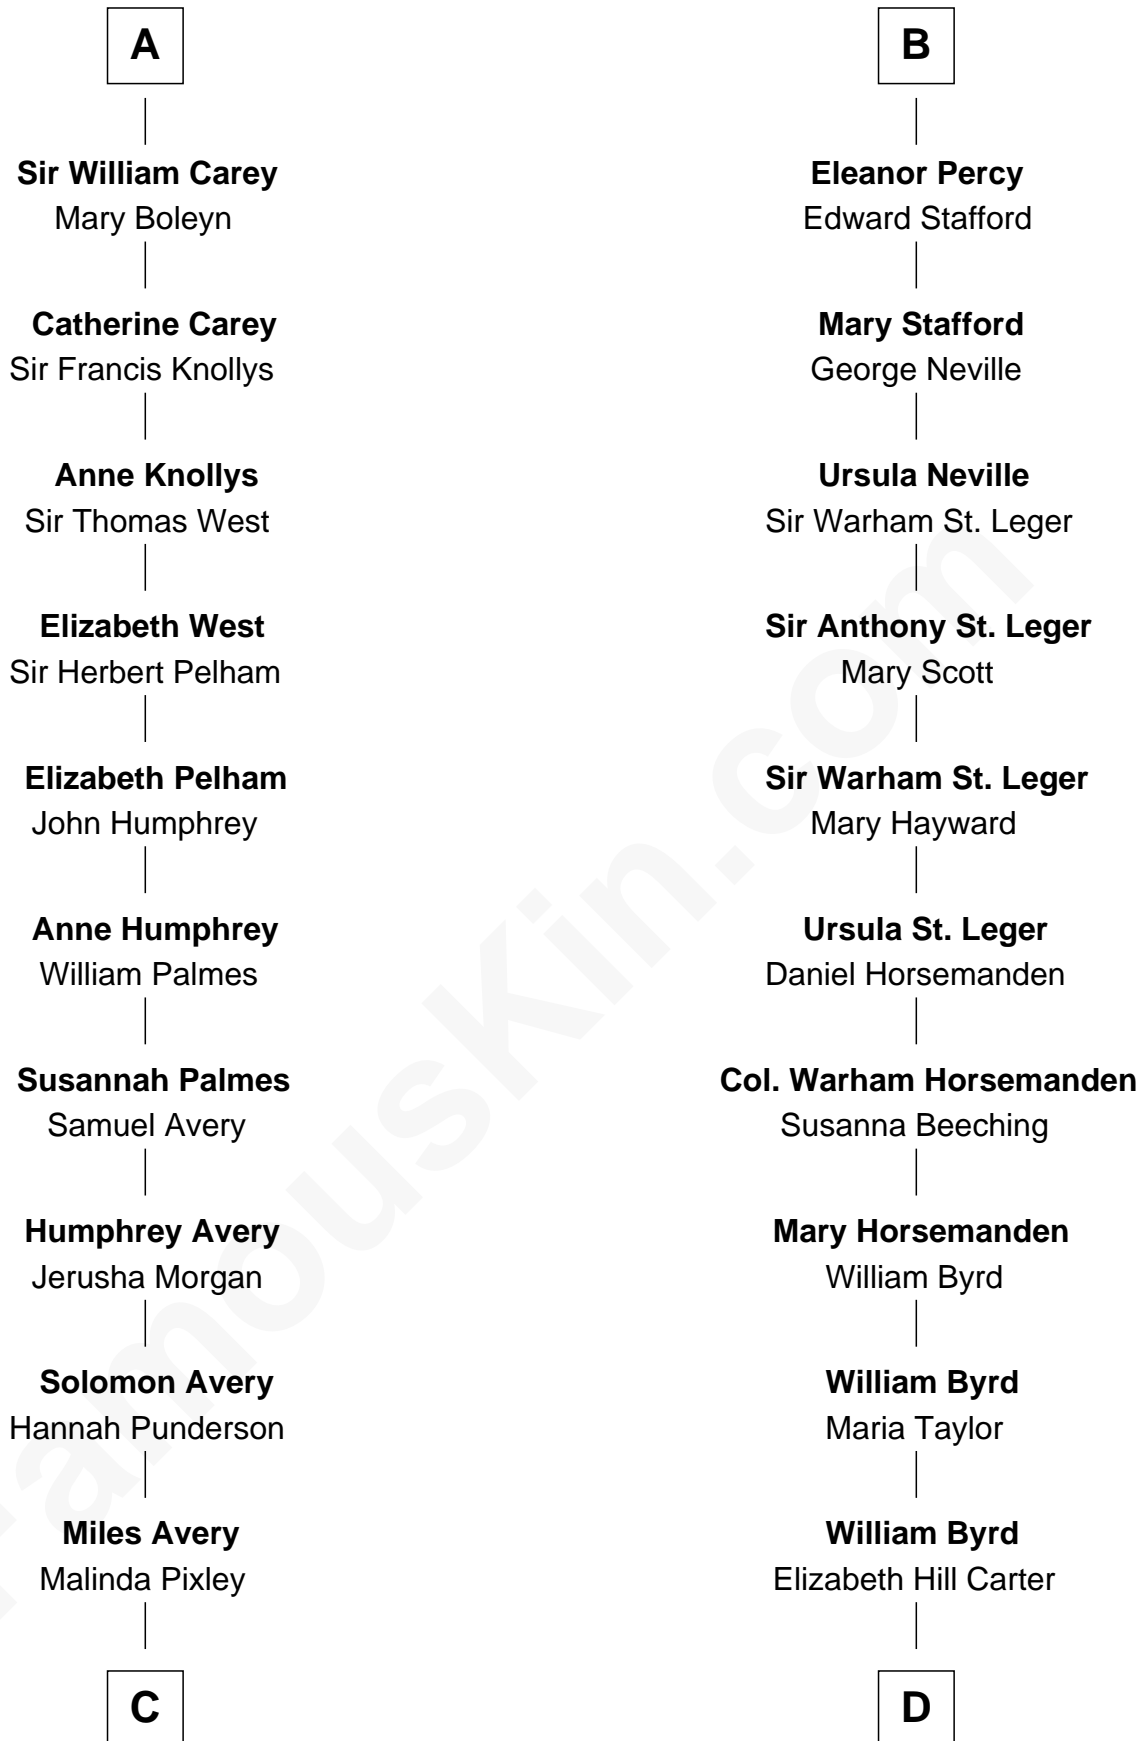 A
Sir William Carey
Mary Boleyn
Catherine Carey
Sir Francis Knollys
Anne Knollys
Sir Thomas West
Elizabeth West
Sir Herbert Pelham
Elizabeth Pelham
John Humphrey
Anne Humphrey
William Palmes
Susannah Palmes
Samuel Avery
Humphrey Avery
Jerusha Morgan
Solomon Avery
Hannah Punderson
Miles Avery
Malinda Pixley
C
B
Eleanor Percy
Edward Stafford
Mary Stafford
George Neville
Ursula Neville
Sir Warham St. Leger
Sir Anthony St. Leger
Mary Scott
Sir Warham St. Leger
Mary Hayward
Ursula St. Leger
Daniel Horsemanden
Col. Warham Horsemanden
Susanna Beeching
Mary Horsemanden
William Byrd
William Byrd
Maria Taylor
William Byrd
Elizabeth Hill Carter
D
FamousKin.com